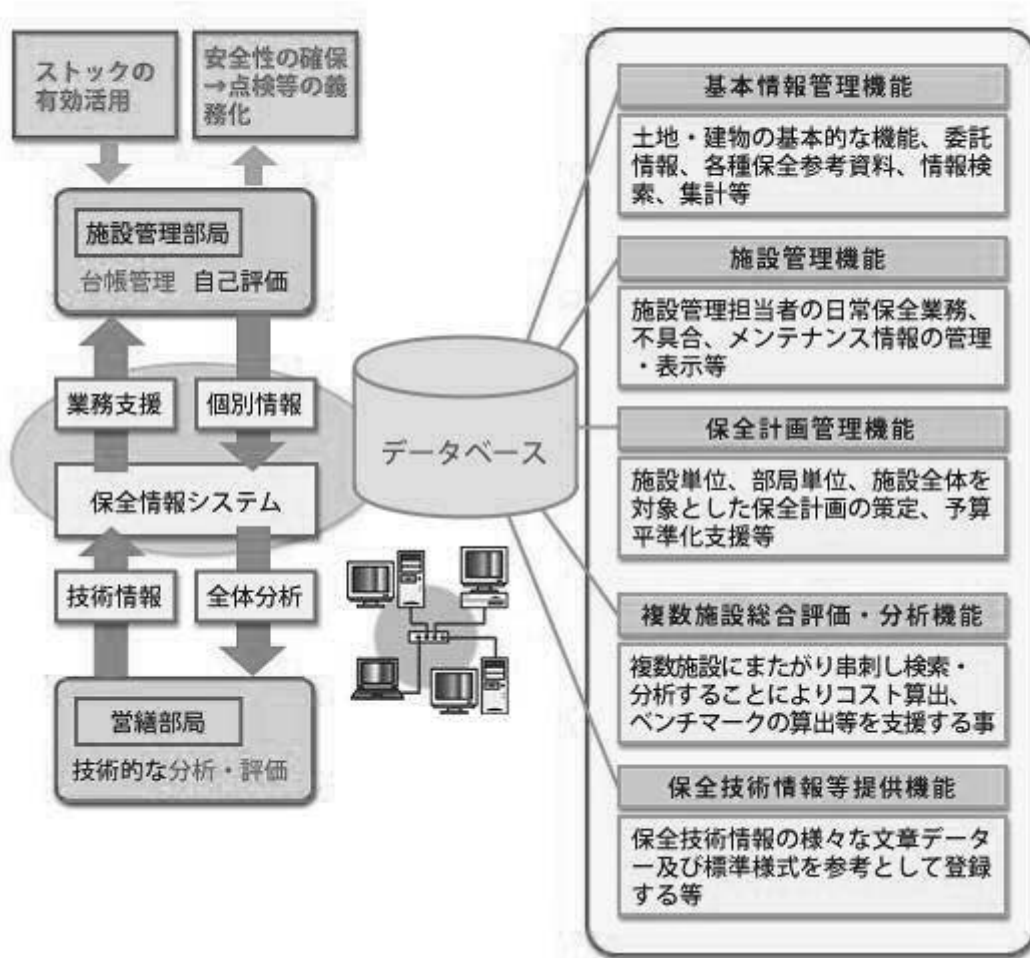 ストックの
有効活用
安全性の確保
→点検等の義
務化
施設管理部局
台帳管理 自己評価
業務支援
個別情報
保全情報システム
技術情報
全体分析
営繕部局
技術的な分析・評価
データベース
基本情報管理機能
土地・建物の基本的な機能、委託
情報、各種保全参考資料、情報検
索、集計等
施設管理機能
施設管理担当者の日常保全業務、
不具合、メンテナンス情報の管理
・表示等
保全計画管理機能
施設単位、部局単位、施設全体を
対象とした保全計画の策定、予算
平準化支援等
複数施設総合評価・分析機能
複数施設にまたがり串刺し検索・
分析することによりコスト算出、
ベンチマークの算出等を支援する事
保全技術情報等提供機能
保全技術情報の様々な文章データ
ー及び標準様式を参考として登録
する等